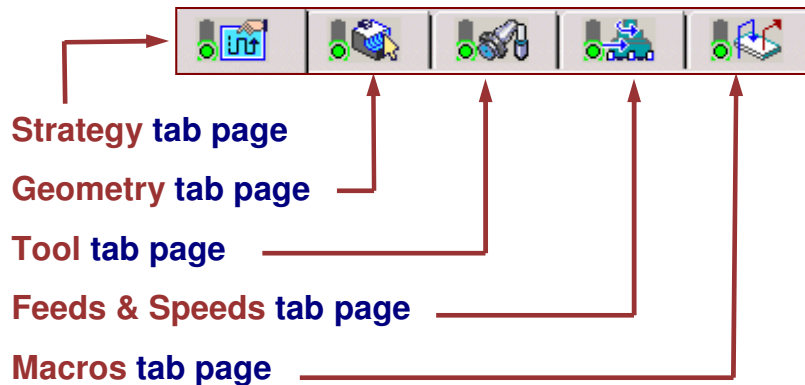 Strategy tab page
Geometry tab page
Tool tab page
Feeds & Speeds tab page
Macros tab page